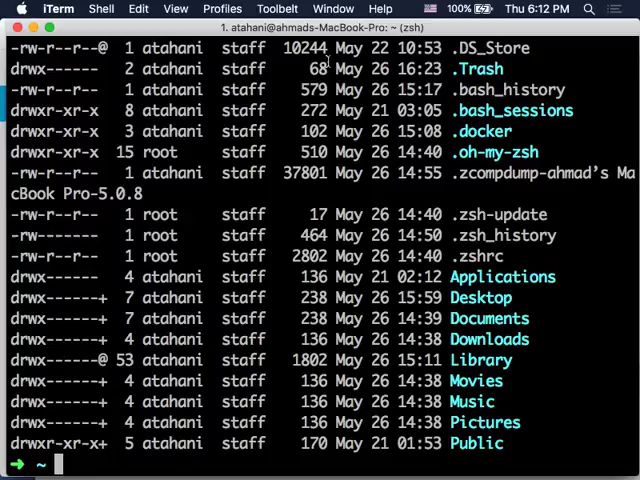 iTerm Shell Edit View Profiles Toolbelt Window Help 100% Thu 6:12 PM
1. atahani@ahmads-MacBook-Pro: ~ (zsh)
-rw-r--r--@ 1 atahani staff 10244 May 22 10:53 .DS_Store
drwx------ 2 atahani staff 68 May 26 16:23 .Trash
-rw-r--r-- 1 atahani staff 579 May 26 15:17 .bash_history
drwxr-xr-x 8 atahani staff 272 May 21 03:05 .bash_sessions
drwxr-xr-x 3 atahani staff 102 May 26 15:08 .docker
drwxr-xr-x 15 root staff 510 May 26 14:40 .oh-my-zsh
-rw-r--r-- 1 atahani staff 37801 May 26 14:55 .zcompdump-ahmad’s Ma
cBook Pro-5.0.8
-rw-r--r-- 1 root staff 17 May 26 14:40 .zsh-update
-rw------- 1 root staff 464 May 26 14:50 .zsh_history
-rw-r--r-- 1 root staff 2802 May 26 14:40 .zshrc
drwx------ 4 atahani staff 136 May 21 02:12 Applications
drwx------+ 7 atahani staff 238 May 26 15:59 Desktop
drwx------+ 7 atahani staff 238 May 26 14:38 Documents
drwx------+ 4 atahani staff 136 May 26 14:38 Downloads
drwx------@ 53 atahani staff 1802 May 26 15:11 Library
drwx------+ 4 atahani staff 136 May 26 14:38 Movies
drwx------+ 4 atahani staff 136 May 26 14:38 Music
drwx------+ 4 atahani staff 136 May 26 14:38 Pictures
drwxr-xr-x+ 5 atahani staff 170 May 21 01:53 Public
➜ ~